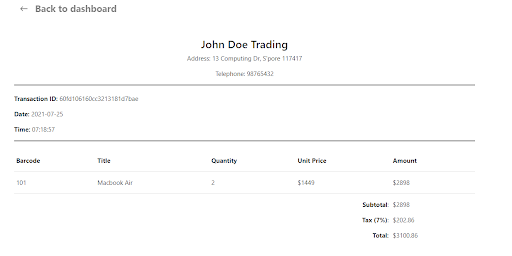 ← Back to dashboard
John Doe Trading
Address: 13 Computing Dr, S'pore 117417
Telephone: 98765432
Transaction ID: 60fd106160cc3213181d7bae
Date: 2021-07-25
Time: 07:18:57
Barcode Title Quantity Unit Price Amount
101 Macbook Air 2 $1449 $2898
Subtotal: $2898
Tax (7%): $202.86
Total: $3100.86